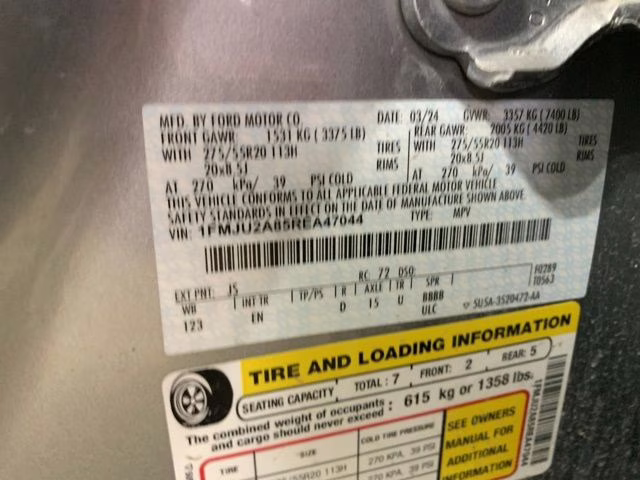 MFD. BY FORD MOTOR CO. DATE: 03/24 GVWR: 3357 KG (7400 LB)
FRONT GAWR: 1531 KG (3375 LB) REAR GAWR: 2005 KG (4420 LB)
WITH 275/55R20 113H TIRES WITH 275/55R20 113H TIRES
20x8.5J RIMS 20x8.5J RIMS
AT 270 kPa/ 39 PSI COLD AT 270 kPa/ 39 PSI COLD
THIS VEHICLE CONFORMS TO ALL APPLICABLE FEDERAL MOTOR VEHICLE
SAFETY STANDARDS IN EFFECT ON THE DATE OF MANUFACTURE SHOWN ABOVE
VIN: 1FMJU2A85REA47044 TYPE: MPV
EXT PNT: JS RC: 72 DSO: F0289
WB INT TR TP/PS R AXLE TR SPR T0563
123 EN D 15 U BBBB
ULC 5U5A-3520472-AA
TIRE AND LOADING INFORMATION
SEATING CAPACITY TOTAL : 7 FRONT: 2 REAR: 5
The combined weight of occupants
and cargo should never exceed : 615 kg or 1358 lbs.
TIRE SIZE COLD TIRE PRESSURE SEE OWNERS
/55R20 113H 270 KPA, 39 PSI MANUAL FOR
270 KPA, 39 PSI ADDITIONAL
INFORMATION